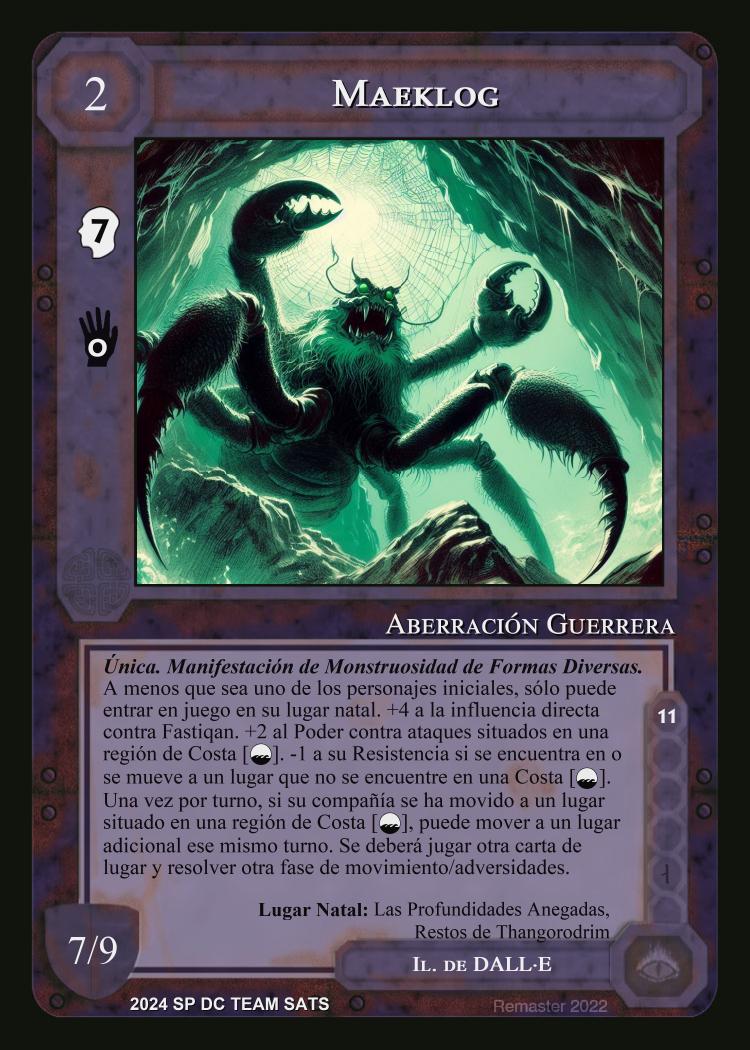 2
Maeklog
7
0
Aberración Guerrera
Única. Manifestación de Monstruosidad de Formas Diversas.
A menos que sea uno de los personajes iniciales, sólo puede
entrar en juego en su lugar natal. +4 a la influencia directa
contra Fastiqan. +2 al Poder contra ataques situados en una
región de Costa []. -1 a su Resistencia si se encuentra en o
se mueve a un lugar que no se encuentre en una Costa [].
Una vez por turno, si su compañía se ha movido a un lugar
situado en una región de Costa [], puede mover a un lugar
adicional ese mismo turno. Se deberá jugar otra carta de
lugar y resolver otra fase de movimiento/adversidades.
11
Lugar Natal: Las Profundidades Anegadas,
Restos de Thangorodrim
7/9
Il. de DALL·E
2024 SP DC TEAM SATS
Remaster 2022